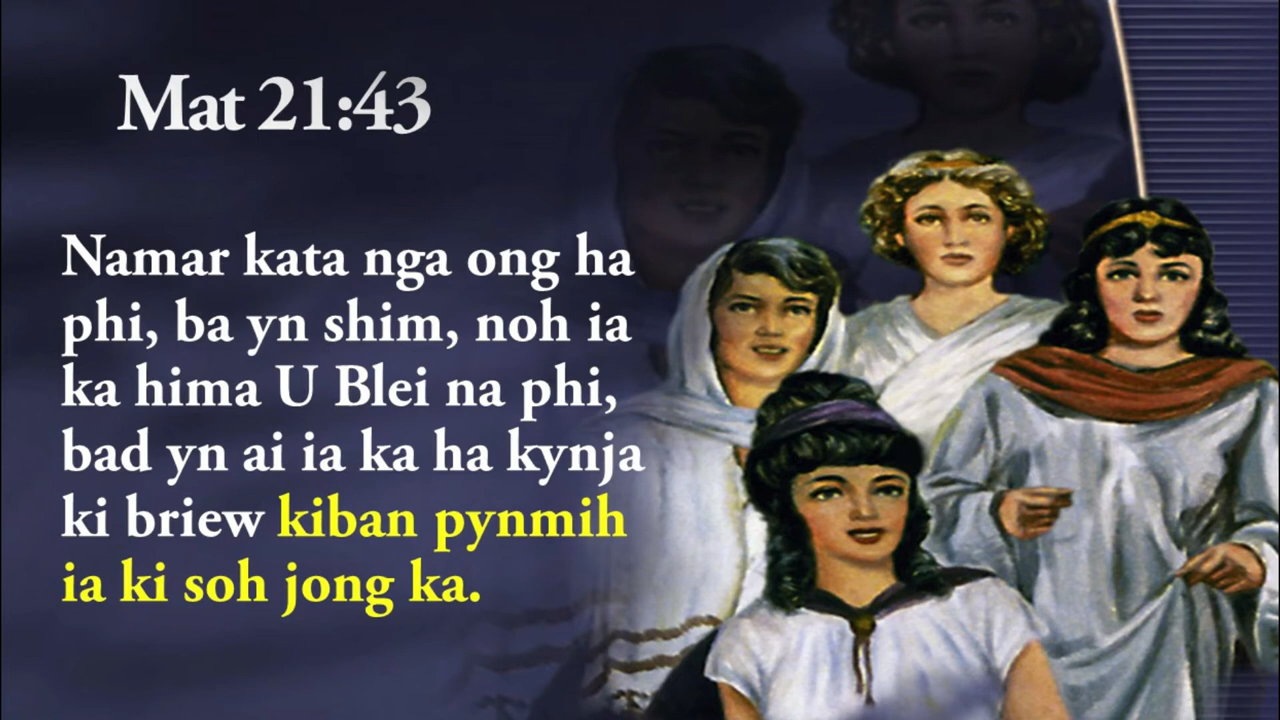 Mat 21:43
Namar kata nga ong ha
phi, ba yn shim, noh ia
ka hima U Blei na phi,
bad yn ai ia ka ha kynja
ki briew kiban pynmih
ia ki soh jong ka.